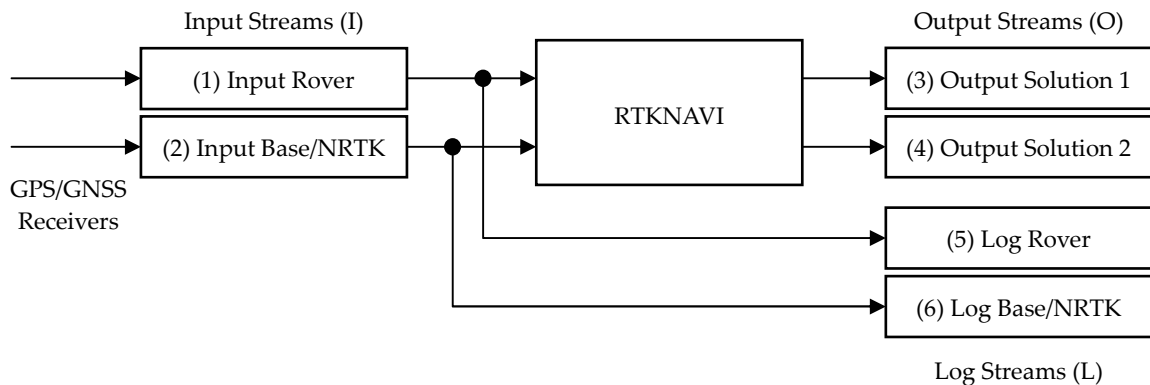 Input Streams (I)
Output Streams (O)
(1) Input Rover
RTKNAVI
(3) Output Solution 1
(2) Input Base/NRTK
(4) Output Solution 2
GPS/GNSS
Receivers
(5) Log Rover
(6) Log Base/NRTK
Log Streams (L)